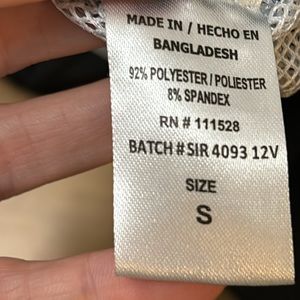 MADE IN / HECHO EN
BANGLADESH
92% POLYESTER / POLIESTER
8% SPANDEX
RN # 111528
BATCH # SIR 4093 12V
SIZE
S